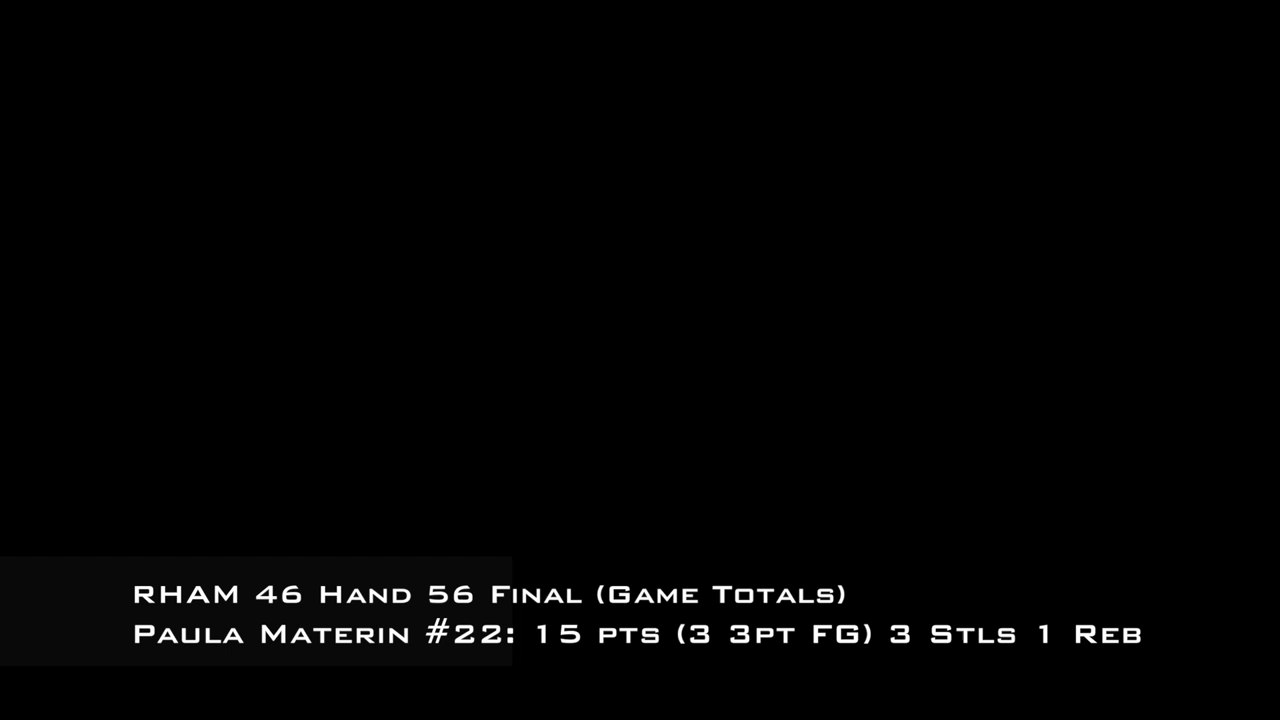 RHAM 46 Hand 56 Final (Game Totals)
Paula Materin #22: 15 pts (3 3pt FG) 3 Stls 1 Reb